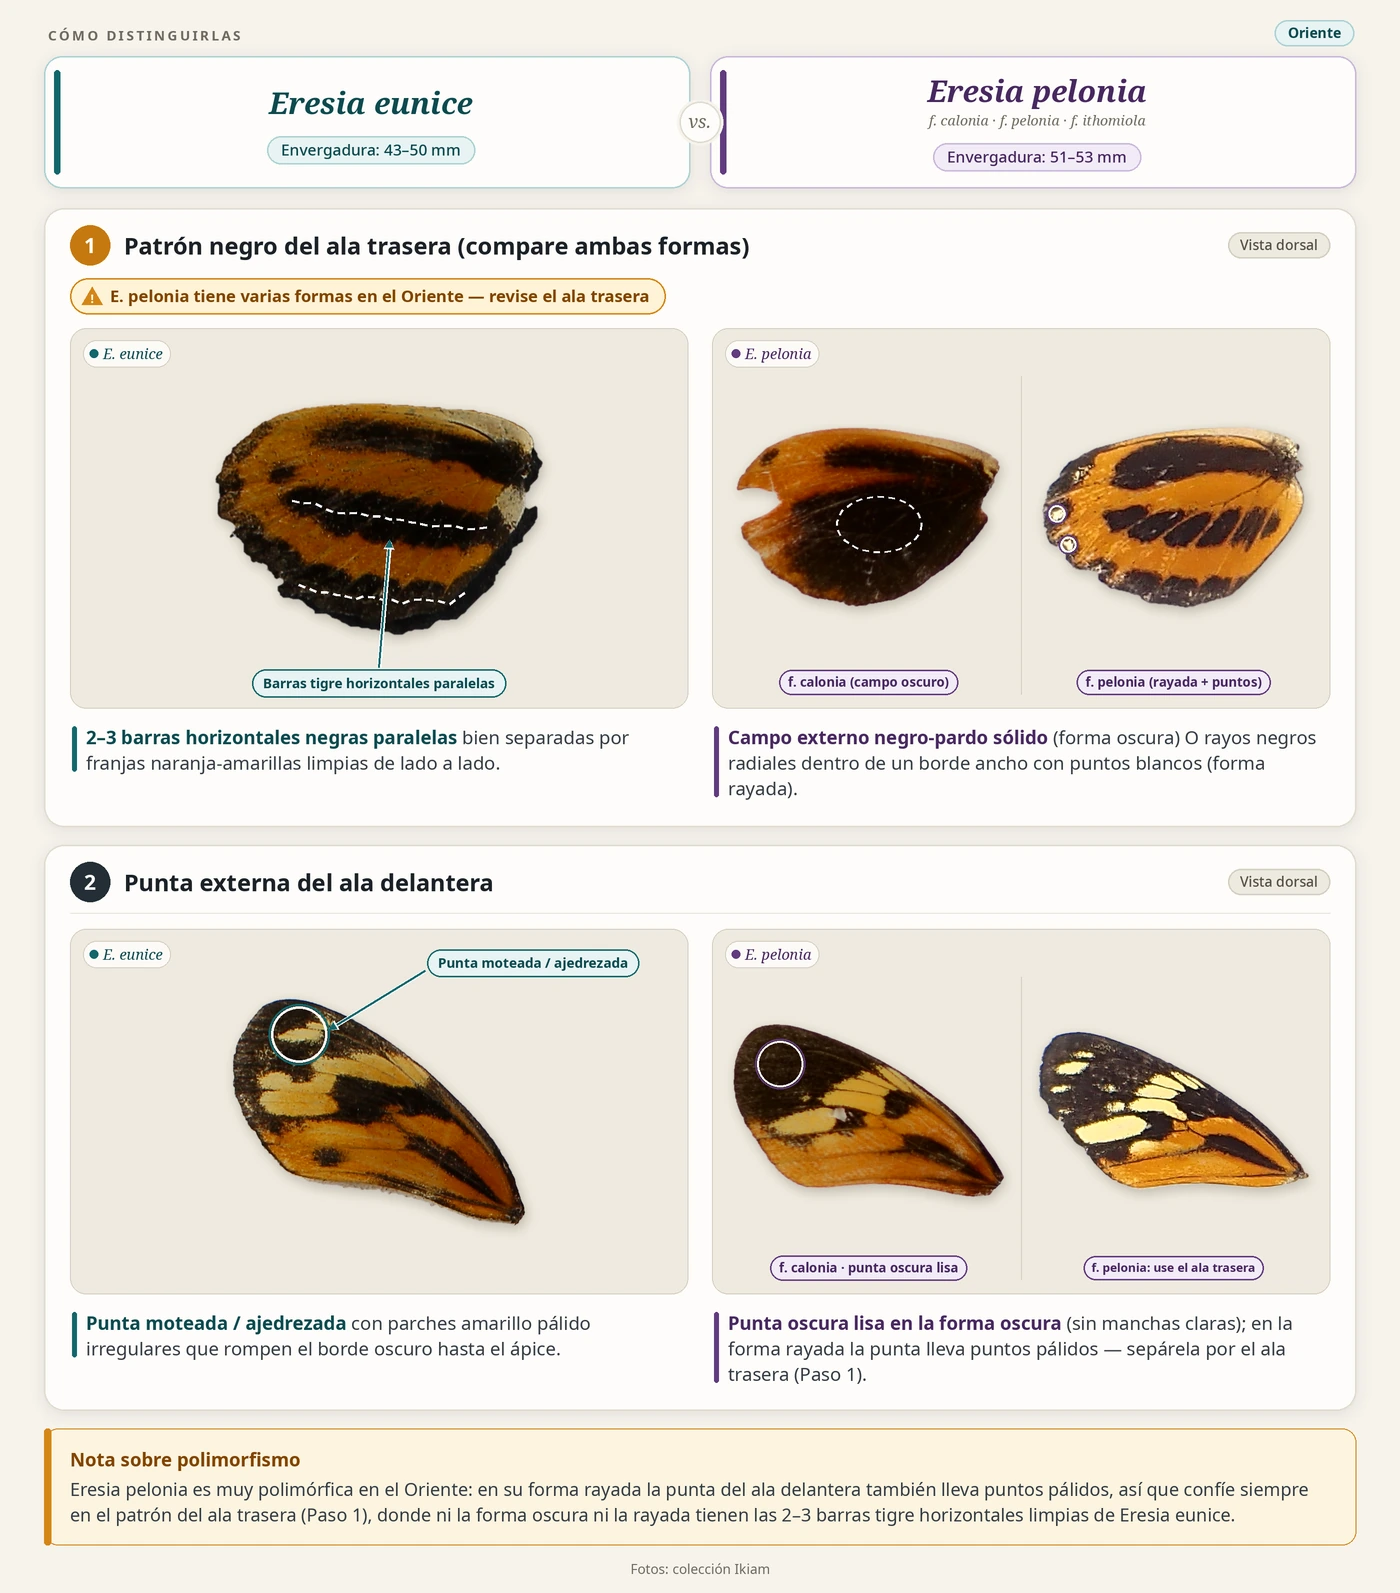 CÓMO DISTINGUIRLAS
Oriente
Eresia eunice
Envergadura: 43–50 mm
vs.
Eresia pelonia
f. calonia · f. pelonia · f. ithomiola
Envergadura: 51–53 mm
1
Patrón negro del ala trasera (compare ambas formas)
Vista dorsal
E. pelonia tiene varias formas en el Oriente — revise el ala trasera
E. eunice
Barras tigre horizontales paralelas
E. pelonia
f. calonia (campo oscuro)
f. pelonia (rayada + puntos)
2–3 barras horizontales negras paralelas bien separadas por
franjas naranja-amarillas limpias de lado a lado.
Campo externo negro-pardo sólido (forma oscura) O rayos negros
radiales dentro de un borde ancho con puntos blancos (forma
rayada).
2
Punta externa del ala delantera
Vista dorsal
E. eunice
Punta moteada / ajedrezada
E. pelonia
f. calonia · punta oscura lisa
f. pelonia: use el ala trasera
Punta moteada / ajedrezada con parches amarillo pálido
irregulares que rompen el borde oscuro hasta el ápice.
Punta oscura lisa en la forma oscura (sin manchas claras); en la
forma rayada la punta lleva puntos pálidos — sepárela por el ala
trasera (Paso 1).
Nota sobre polimorfismo
Eresia pelonia es muy polimórfica en el Oriente: en su forma rayada la punta del ala delantera también lleva puntos pálidos, así que confíe siempre
en el patrón del ala trasera (Paso 1), donde ni la forma oscura ni la rayada tienen las 2–3 barras tigre horizontales limpias de Eresia eunice.
Fotos: colección Ikiam